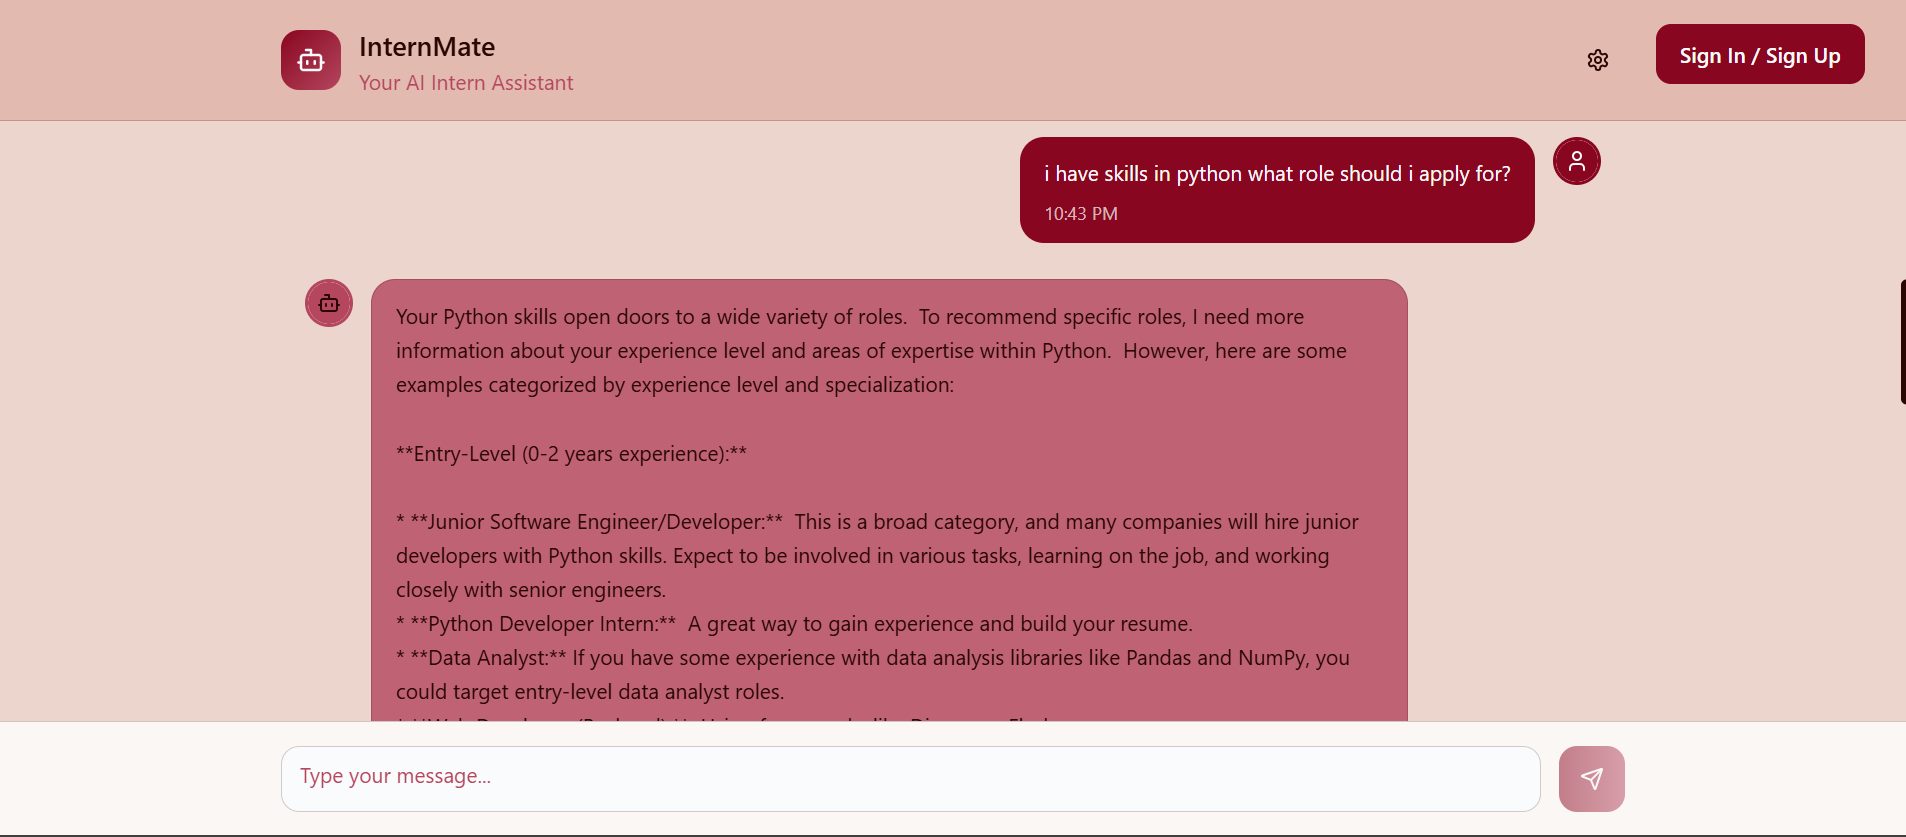 InternMate
Your AI Intern Assistant
Sign In / Sign Up
i have skills in python what role should i apply for?
10:43 PM
Your Python skills open doors to a wide variety of roles.  To recommend specific roles, I need more
information about your experience level and areas of expertise within Python.  However, here are some
examples categorized by experience level and specialization:
**Entry-Level (0-2 years experience):**
* **Junior Software Engineer/Developer:**  This is a broad category, and many companies will hire junior
developers with Python skills. Expect to be involved in various tasks, learning on the job, and working
closely with senior engineers.
* **Python Developer Intern:**  A great way to gain experience and build your resume.
* **Data Analyst:** If you have some experience with data analysis libraries like Pandas and NumPy, you
could target entry-level data analyst roles.
Type your message...